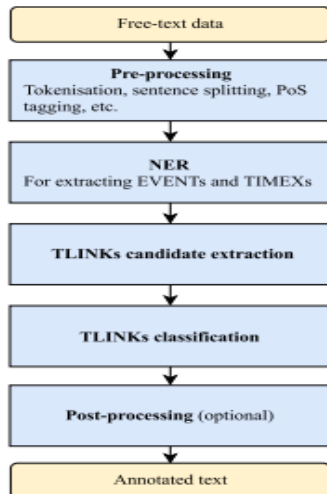 Free-text data
Pre-processing
Tokenisation, sentence splitting, PoS
tagging, etc.
NER
For extracting EVENTs and TIMEXs
TLINKs candidate extraction
TLINKs classification
Post-processing (optional)
Annotated text